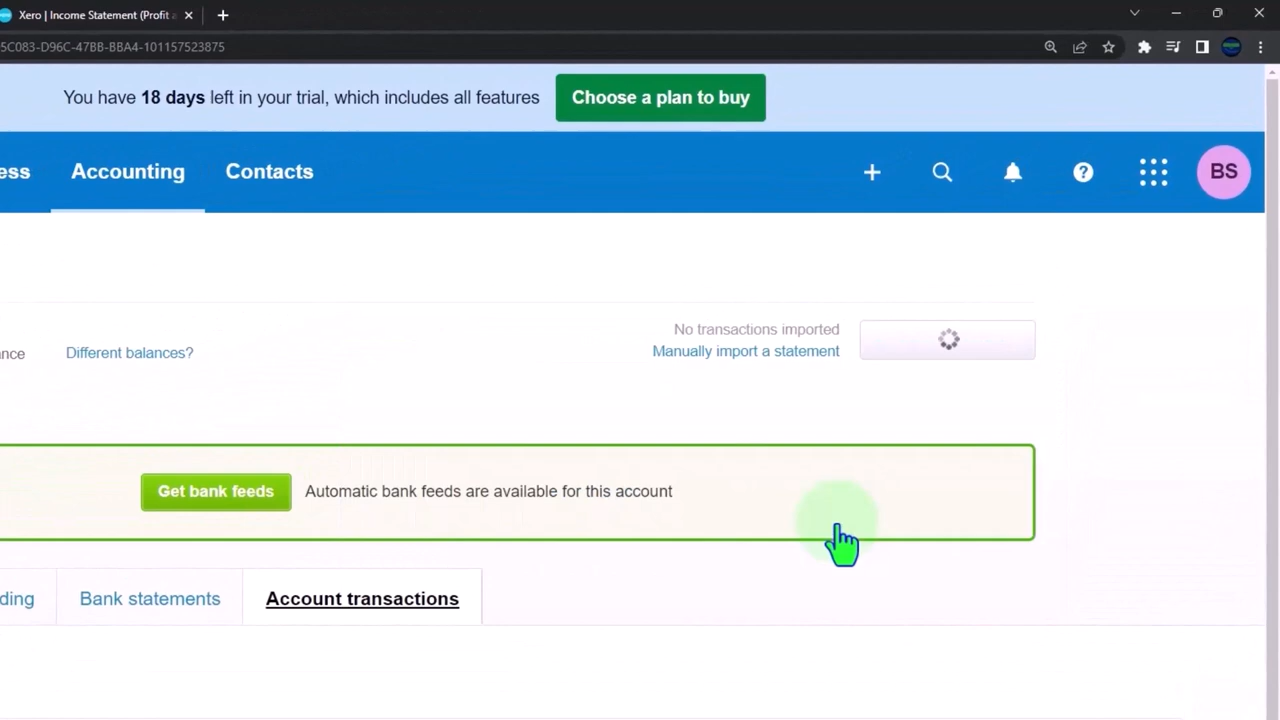 Xero | Income Statement (Profit a
5C083-D96C-47BB-BBA4-101157523875
You have 18 days left in your trial, which includes all features
Choose a plan to buy
ess
Accounting
Contacts
BS
No transactions imported
ance
Different balances?
Manually import a statement
Get bank feeds
Automatic bank feeds are available for this account
ding
Bank statements
Account transactions